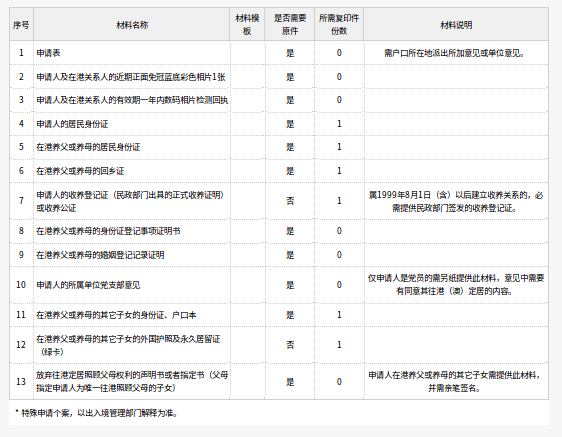 序号 材料名称 材料模板 是否需要原件 所需复印件份数 材料说明
1 申请表 是 0 需户口所在地派出所加意见或单位意见。
2 申请人及在港关系人的近期正面免冠蓝底彩色相片1张 是 0
3 申请人及在港关系人的有效期一年内数码相片检测回执 是 0
4 申请人的居民身份证 是 1
5 在港养父或养母的居民身份证 是 1
6 在港养父或养母的回乡证 是 1
7 申请人的收养登记证（民政部门出具的正式收养证明）或收养公证 否 1 属1999年8月1日（含）以后建立收养关系的，必需提供民政部门签发的收养登记证。
8 在港养父或养母的身份证登记事项证明书 是 0
9 在港养父或养母的婚姻登记记录证明 是 0
10 申请人的所属单位党支部意见 是 0 仅申请人是党员的需另纸提供此材料，意见中需要有同意其往港（澳）定居的内容。
11 在港养父或养母的其它子女的身份证、户口本 是 1
12 在港养父或养母的其它子女的外国护照及永久居留证（绿卡） 否 1
13 放弃往港定居照顾父母权利的声明书或者指定书（父母指定申请人为唯一往港照顾父母的子女） 是 0 申请人在港养父或养母的其它子女需提供此材料，并需亲笔签名。
* 特殊申请个案，以出入境管理部门解释为准。